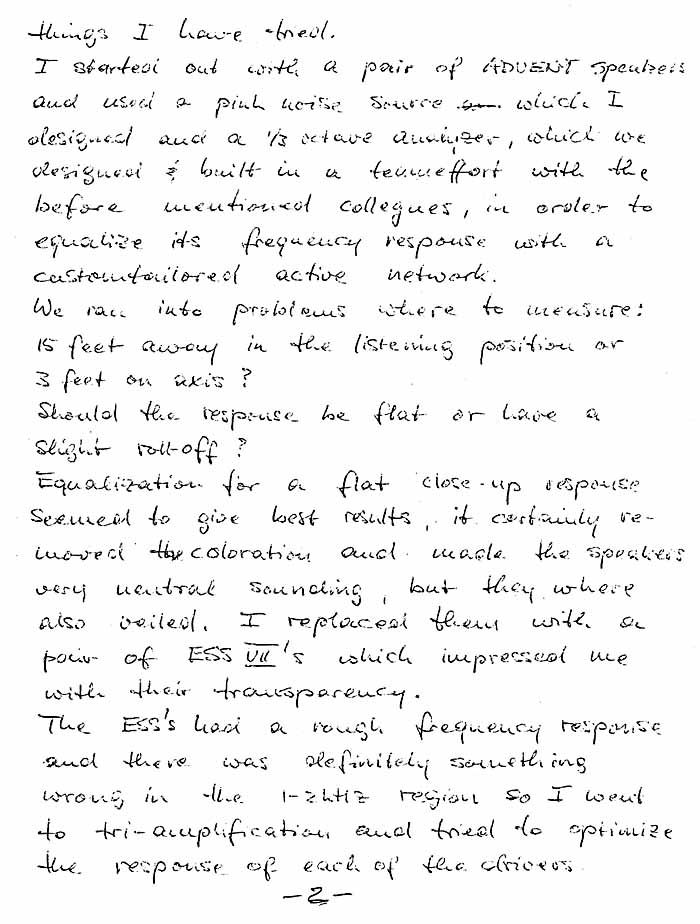 things I have tried.
I started out with a pair of ADVENT speakers
and used a pink noise source which I
designed and a 1/3 octave analyzer, which we
designed & built in a teameffort with the
before mentioned collegues, in order to
equalize its frequency response with a
customtailored active network.
We ran into problems where to measure:
15 feet away in the listening position or
3 feet on axis?
Should the response be flat or have a
slight roll-off?
Equalization for a flat close-up response
seemed to give best results, it certainly re-
moved the coloration and made the speakers
very neutral sounding, but they where
also veiled. I replaced them with a
pair of ESS VII's which impressed me
with their transparency.
The ESS's had a rough frequency response
and there was definitely something
wrong in the 1-2kHz region so I went
to tri-amplification and tried to optimize
the response of each of the drivers.
-2-